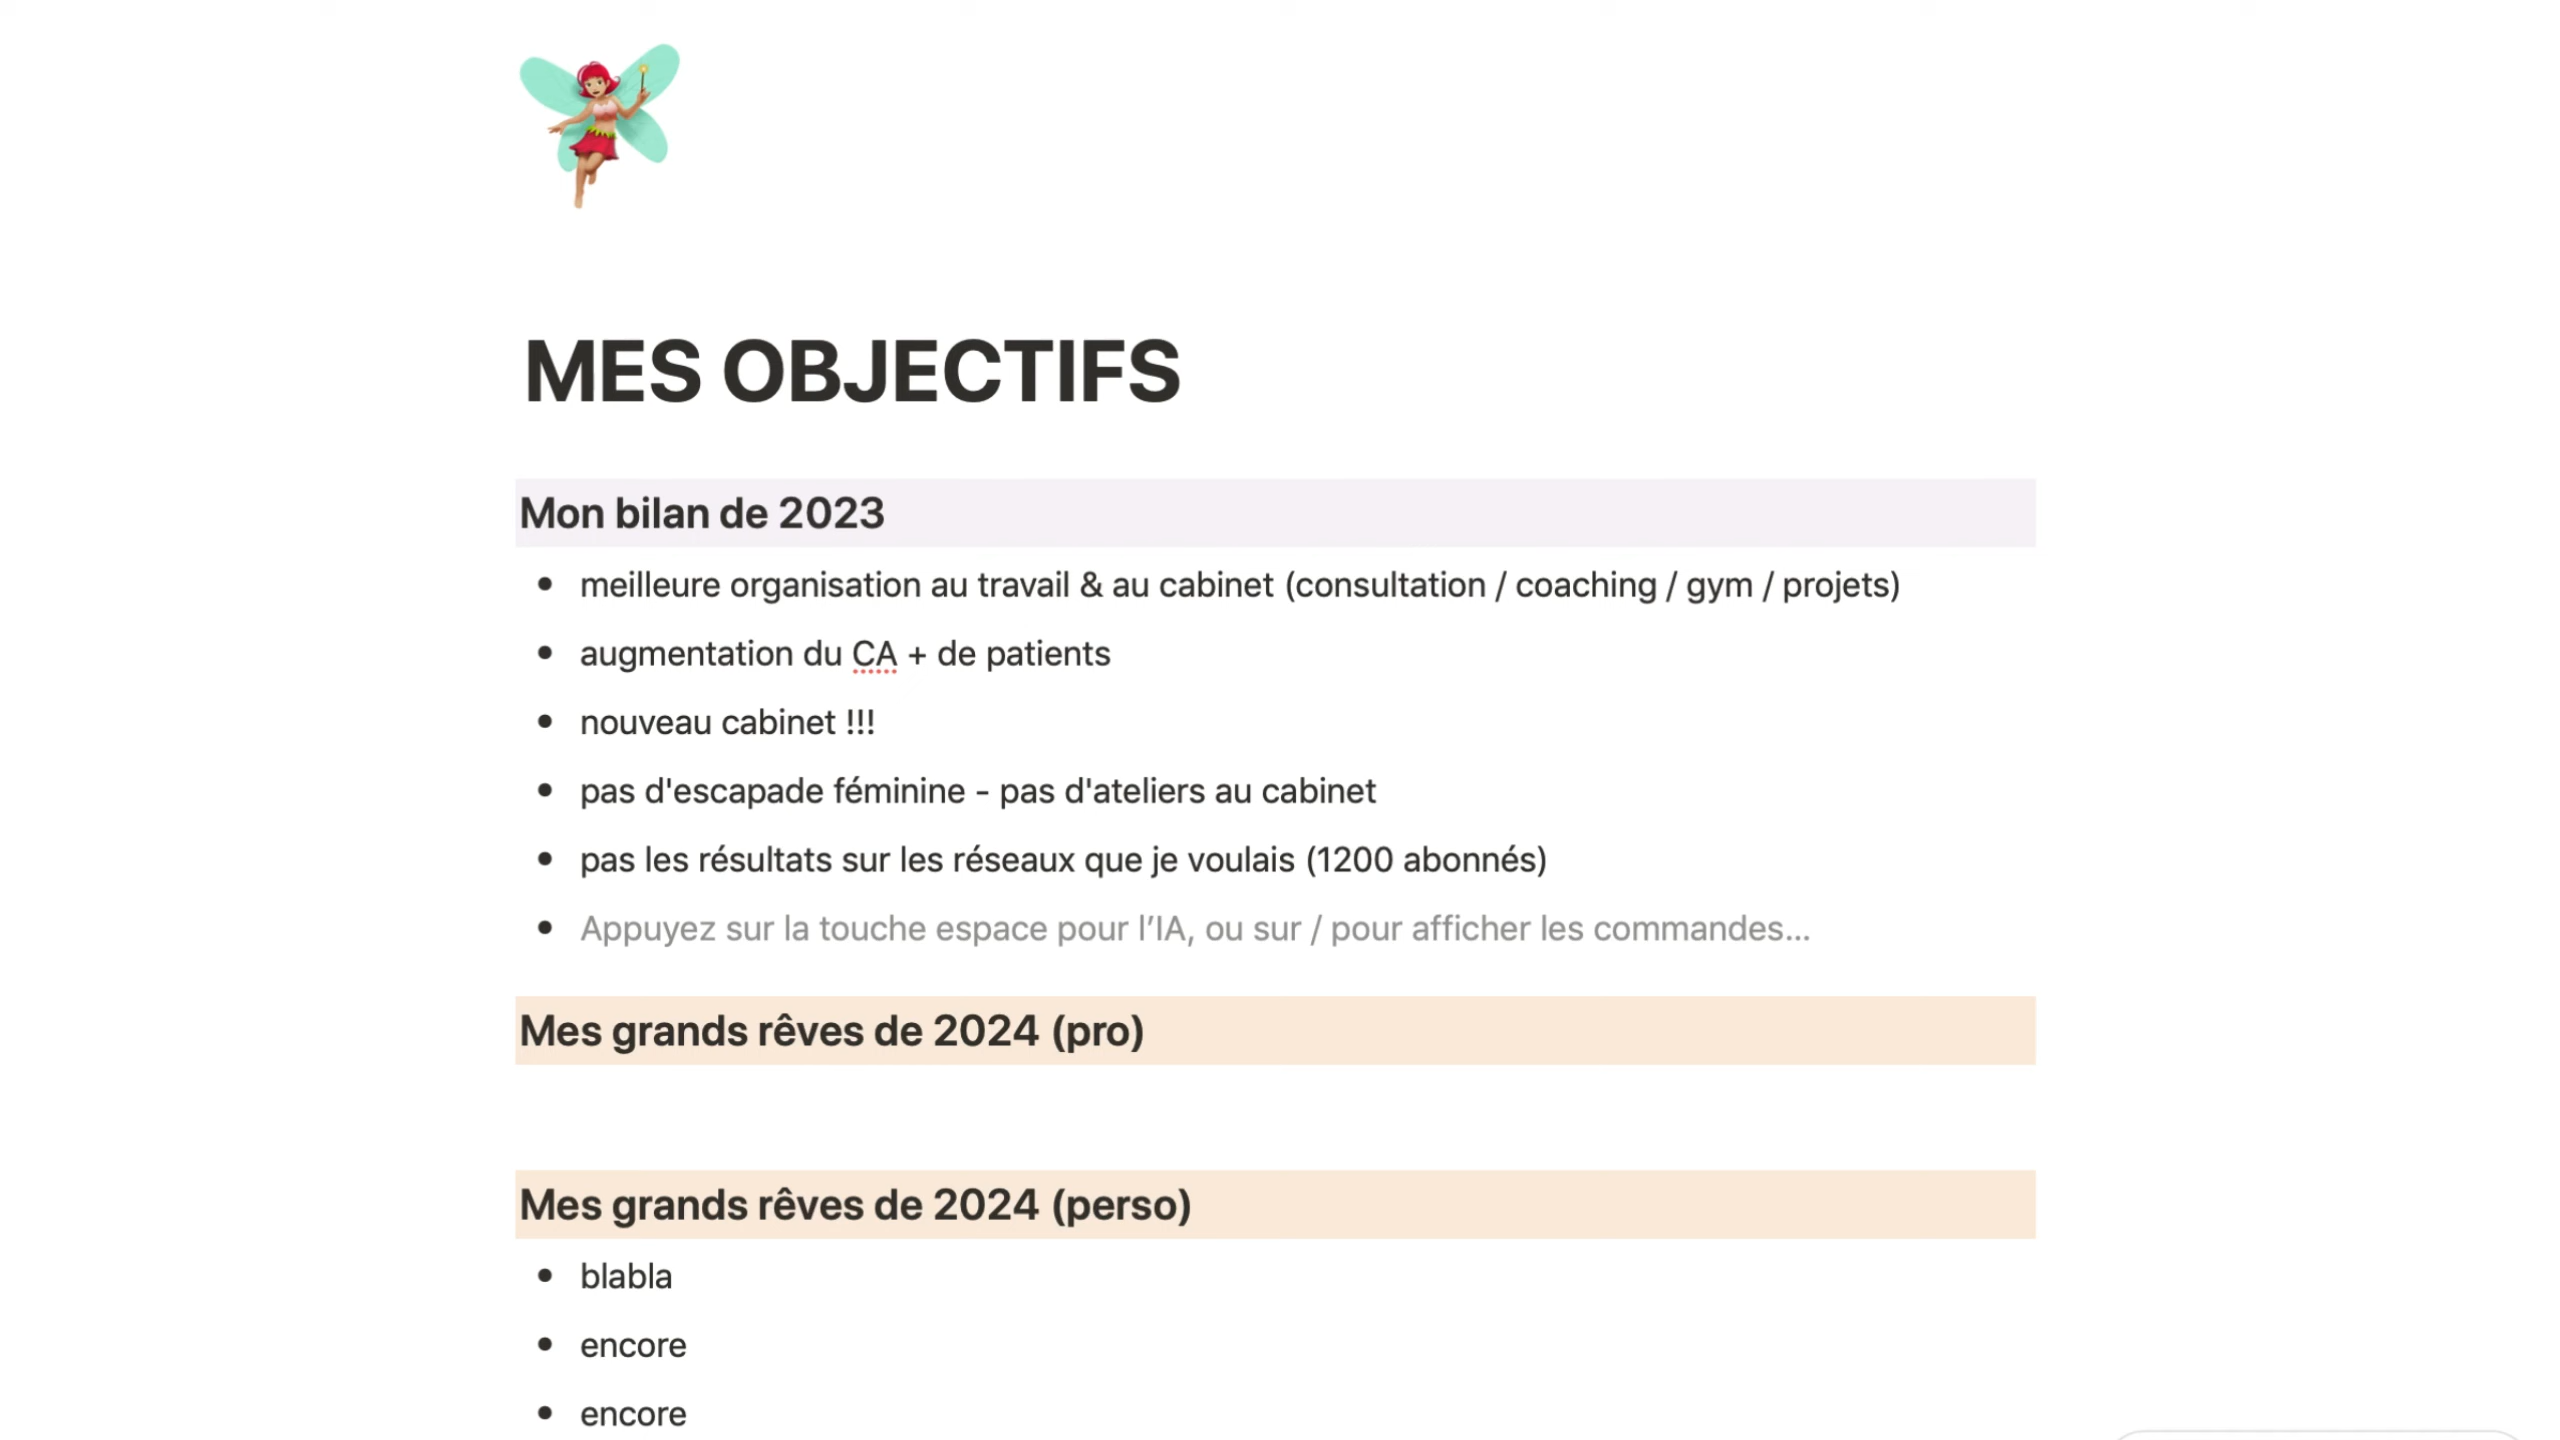 MES OBJECTIFS
Mon bilan de 2023
• meilleure organisation au travail & au cabinet (consultation / coaching / gym / projets)
• augmentation du CA + de patients
• nouveau cabinet !!!
• pas d'escapade féminine - pas d'ateliers au cabinet
• pas les résultats sur les réseaux que je voulais (1200 abonnés)
• Appuyez sur la touche espace pour l’IA, ou sur / pour afficher les commandes…
Mes grands rêves de 2024 (pro)
Mes grands rêves de 2024 (perso)
• blabla
• encore
• encore